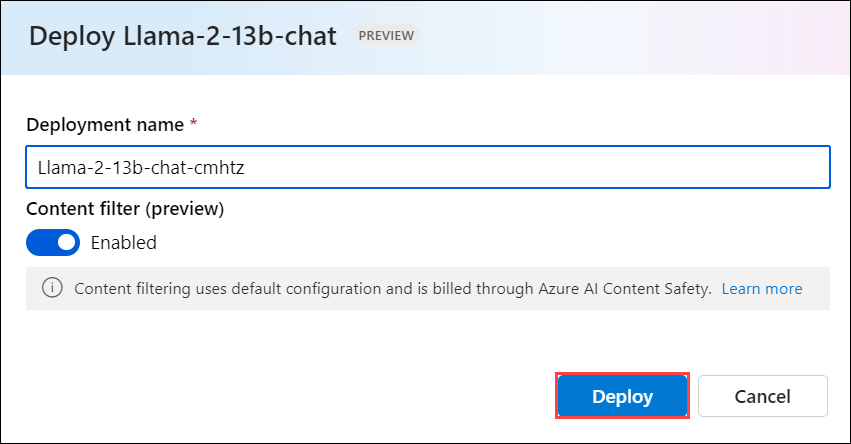 Deploy Llama-2-13b-chat PREVIEW
Deployment name *
Llama-2-13b-chat-cmhtz
Content filter (preview)
Enabled
Content filtering uses default configuration and is billed through Azure AI Content Safety. Learn more
Deploy Cancel